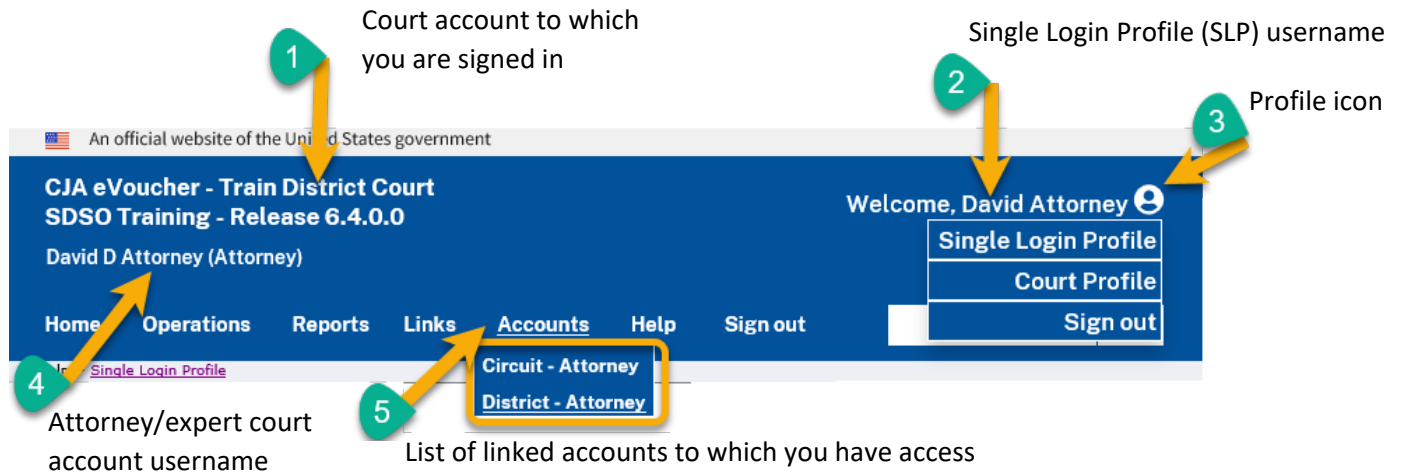 Court account to which
you are signed in
Single Login Profile (SLP) username
Profile icon
1
2
3
An official website of the United States government
CJA eVoucher - Train District Court
SDSO Training - Release 6.4.0.0
David D Attorney (Attorney)
Welcome, David Attorney
Single Login Profile
Court Profile
Sign out
Home Operations Reports Links Accounts Help Sign out
Single Login Profile
Circuit - Attorney
District - Attorney
4
5
Attorney/expert court
account username
List of linked accounts to which you have access